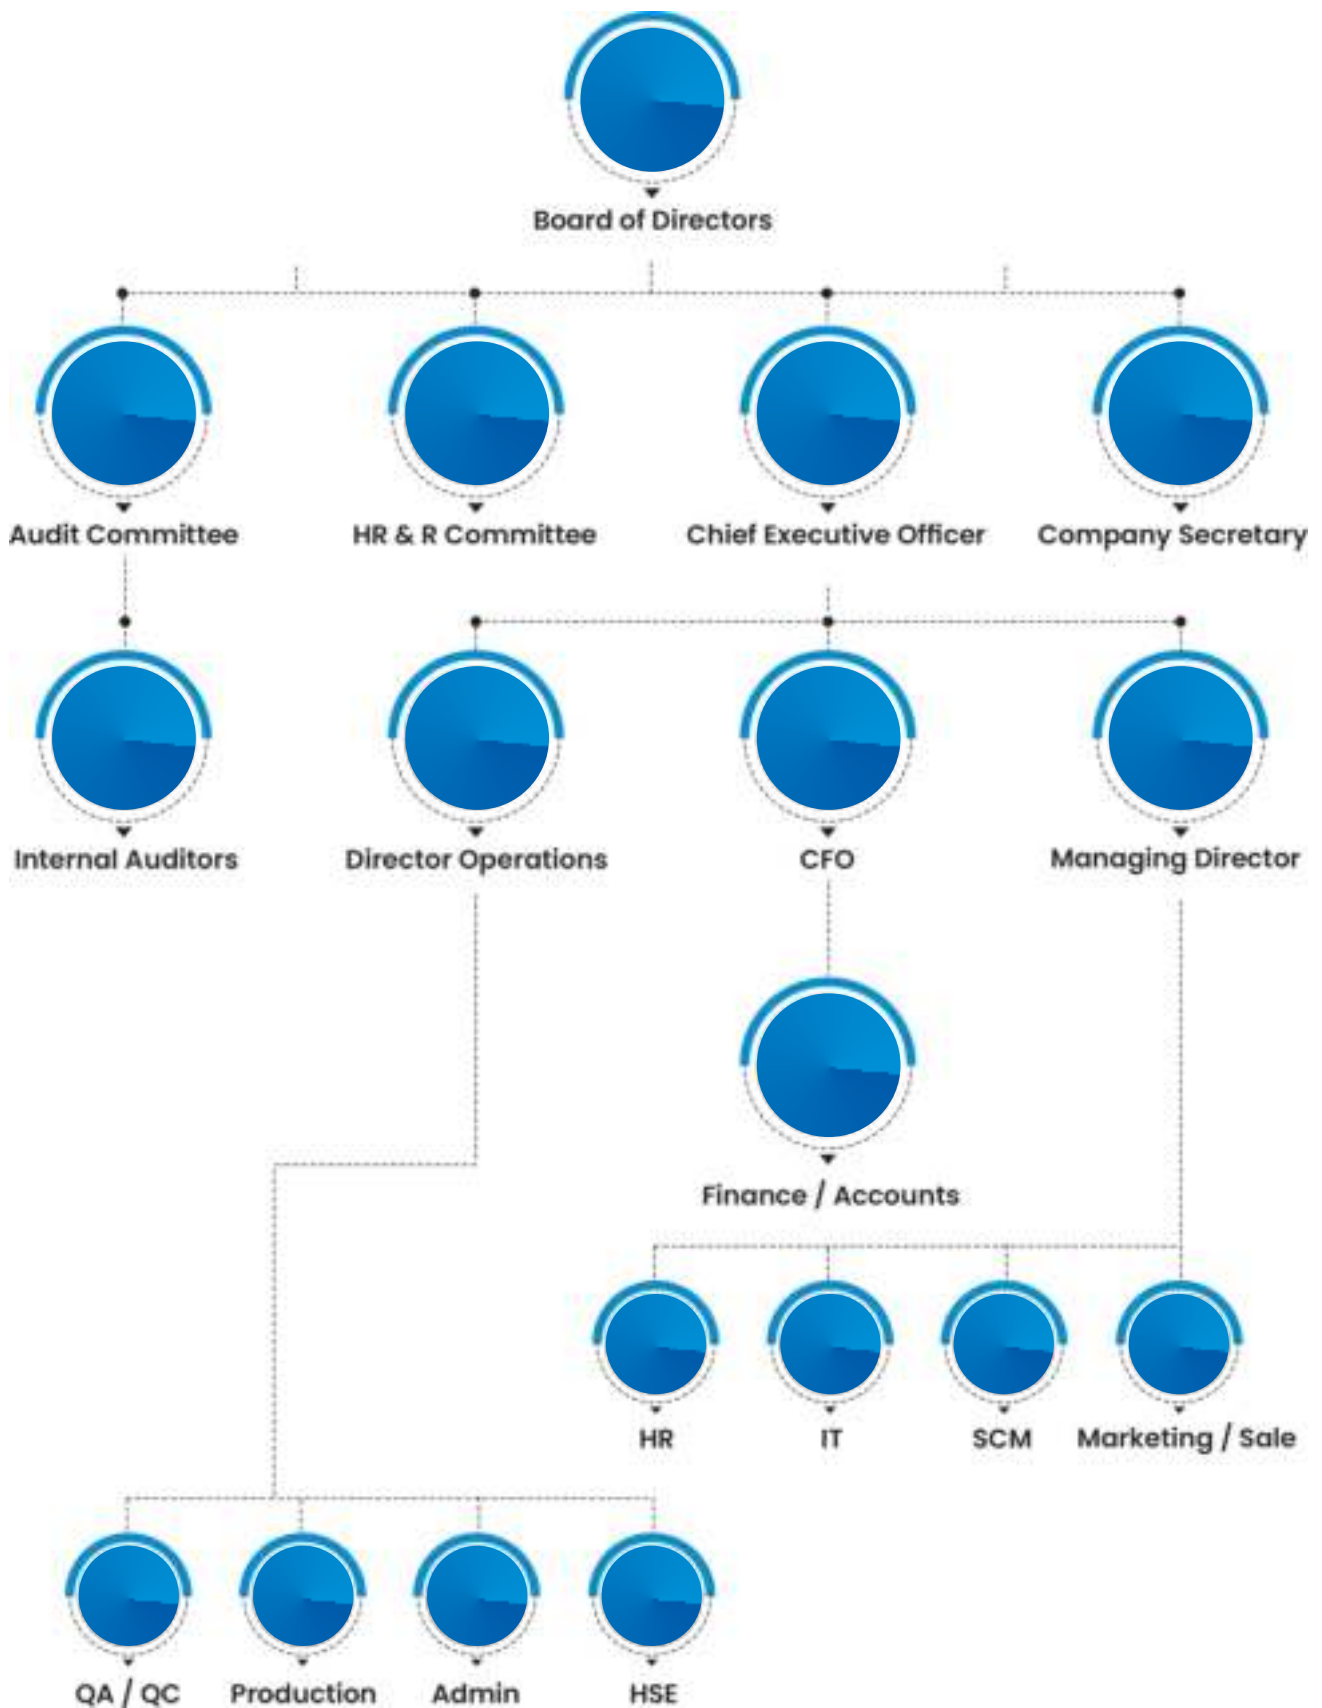 Board of Directors
Audit Committee
HR & R Committee
Chief Executive Officer
Company Secretary
Internal Auditors
Director Operations
CFO
Managing Director
Finance / Accounts
HR
IT
SCM
Marketing / Sale
QA / QC
Production
Admin
HSE